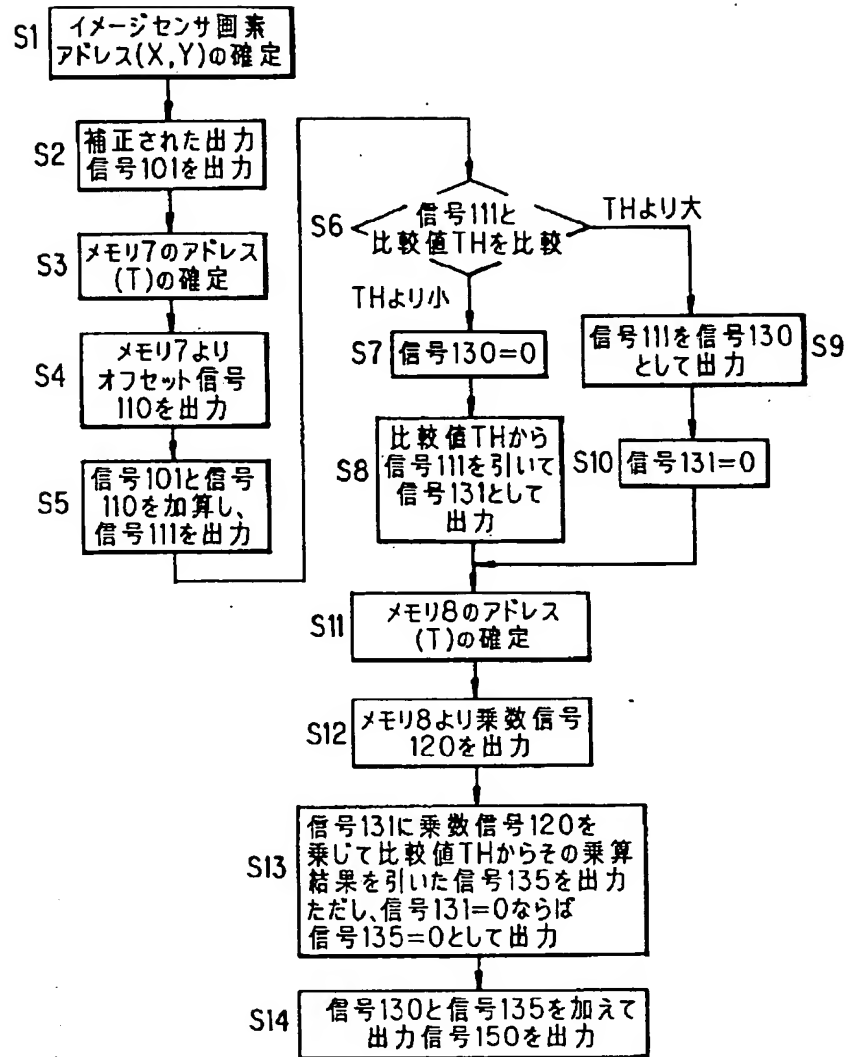 S1
イメージセンサ画素
アドレス(X,Y)の確定
S2
補正された出力
信号101を出力
S3
メモリ7のアドレス
(T)の確定
S4
メモリ7より
オフセット信号
110を出力
S5
信号101と信号
110を加算し、
信号111を出力
S6
信号111と
比較値THを比較
THより大
THより小
S7
信号130=0
S8
比較値THから
信号111を引いて
信号131として
出力
信号111を信号130
として出力
S9
S10
信号131=0
S11
メモリ8のアドレス
(T)の確定
S12
メモリ8より乗数信号
120を出力
S13
信号131に乗数信号120を
乗じて比較値THからその乗算
結果を引いた信号135を出力
ただし、信号131=0ならば
信号135=0として出力
S14
信号130と信号135を加えて
出力信号150を出力